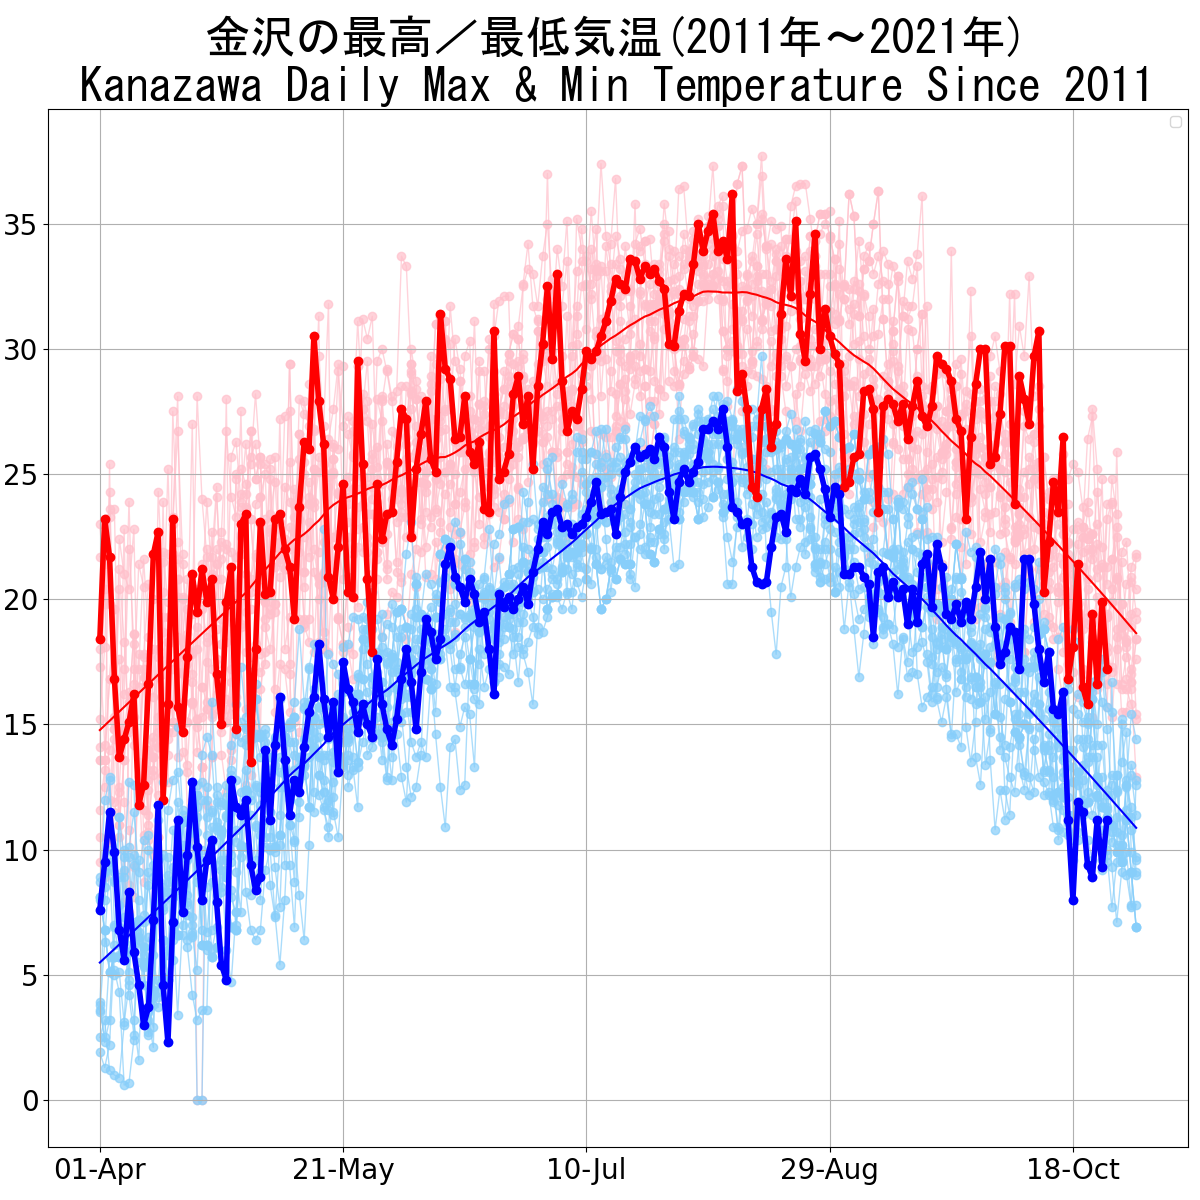 金沢の最高／最低気温(2011年～2021年)
Kanazawa Daily Max & Min Temperature Since 2011
35
30
25
20
15
10
5
0
01-Apr 21-May 10-Jul 29-Aug 18-Oct